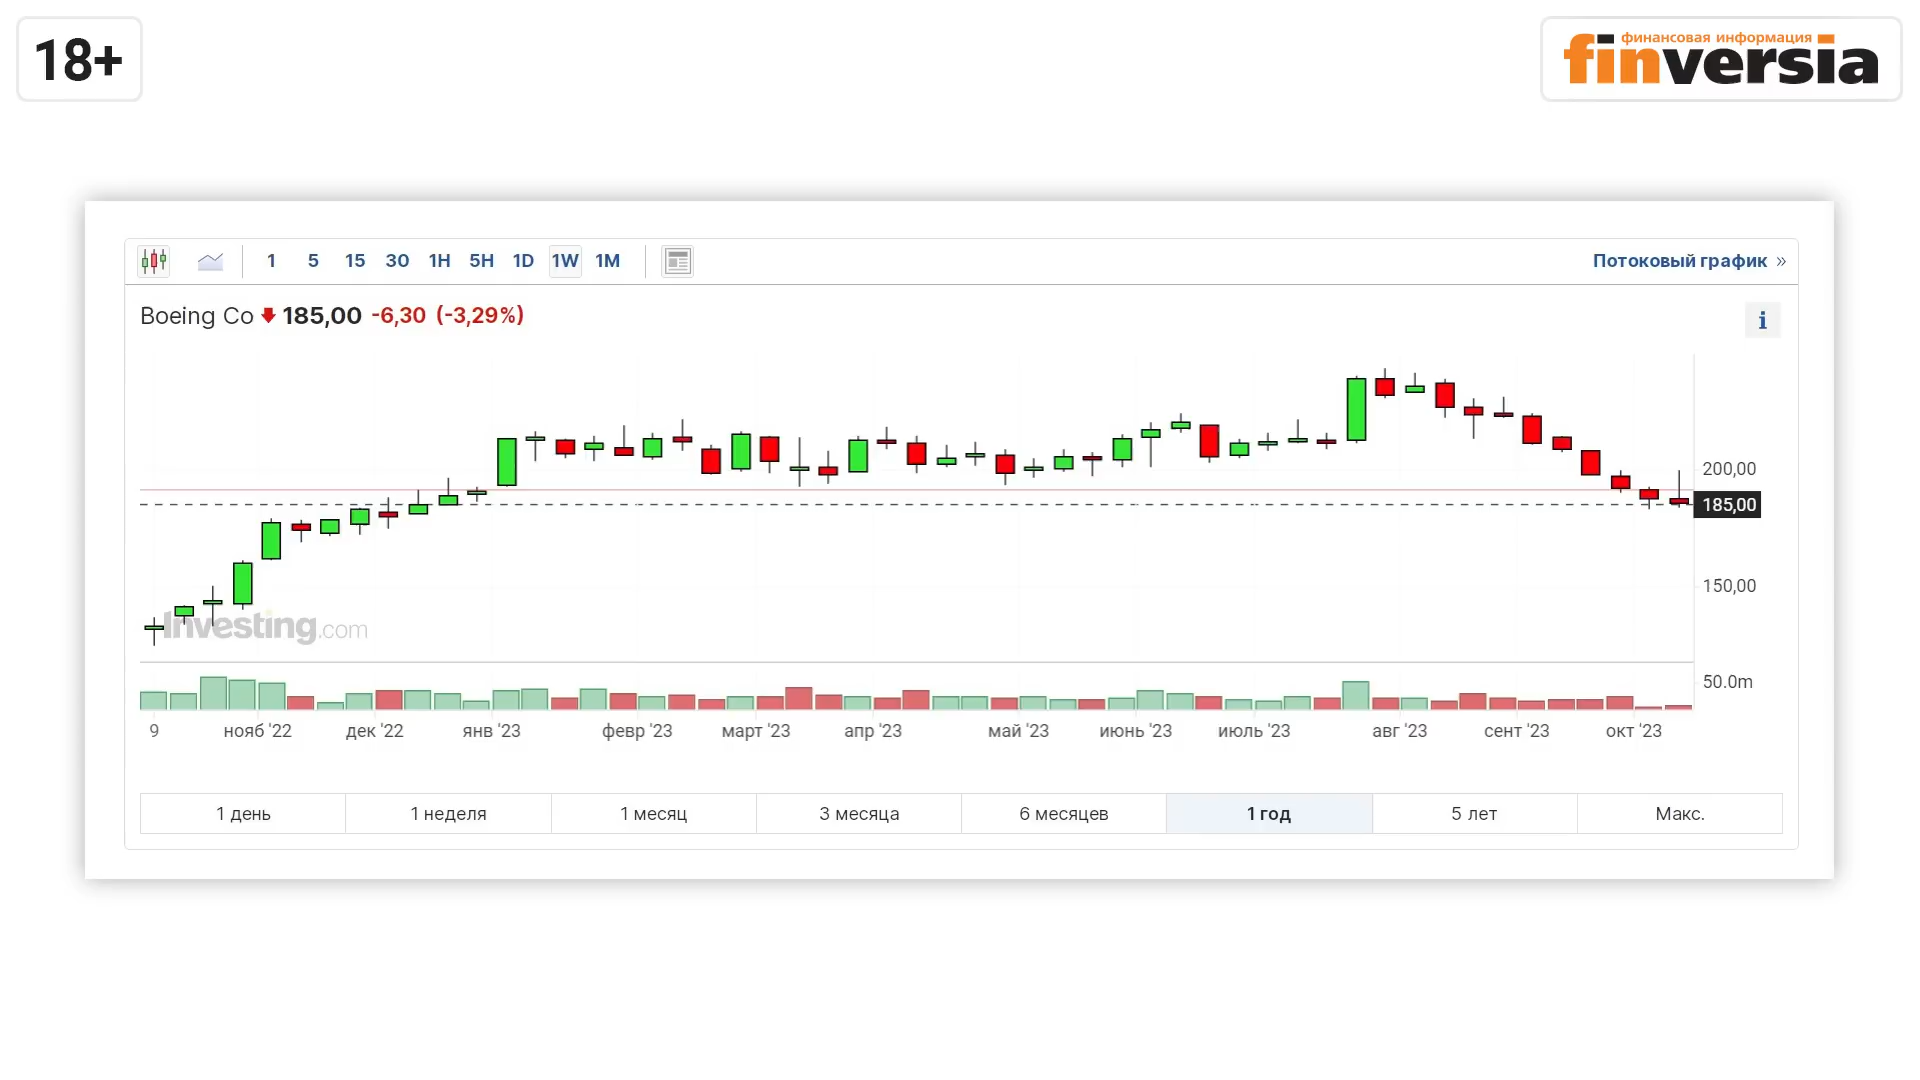 18+
финансовая информация
finversia
1 5 15 30 1H 5H 1D 1W 1M
Потоковый график »
Boeing Co 185,00 -6,30 (-3,29%)
i
200,00
185,00
150,00
Investing.com
50.0m
9 нояб '22 дек '22 янв '23 февр '23 март '23 апр '23 май '23 июнь '23 июль '23 авг '23 сент '23 окт '23
1 день 1 неделя 1 месяц 3 месяца 6 месяцев 1 год 5 лет Макс.